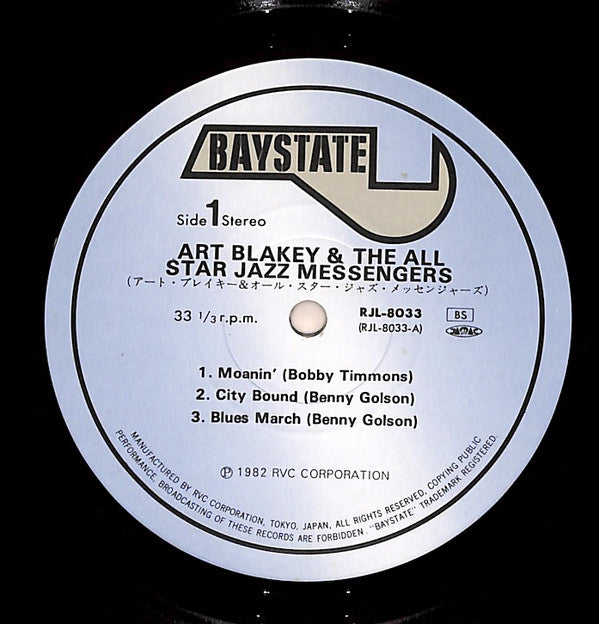 BAYSTATE
Side 1 Stereo
ART BLAKEY & THE ALL
STAR JAZZ MESSENGERS
(アート・ブレイキー&オール・スター・ジャズ・メッセンジャーズ)
33 1/3 r.p.m.
RJL-8033
(RJL-8033-A)
BS
JASRAC
1. Moanin' (Bobby Timmons)
2. City Bound (Benny Golson)
3. Blues March (Benny Golson)
Ⓟ 1982 RVC CORPORATION
MANUFACTURED BY RVC CORPORATION, TOKYO, JAPAN, ALL RIGHTS RESERVED, COPYING PUBLIC
PERFORMANCE, BROADCASTING OF THESE RECORDS ARE FORBIDDEN. "BAYSTATE" TRADEMARK REGISTERED.